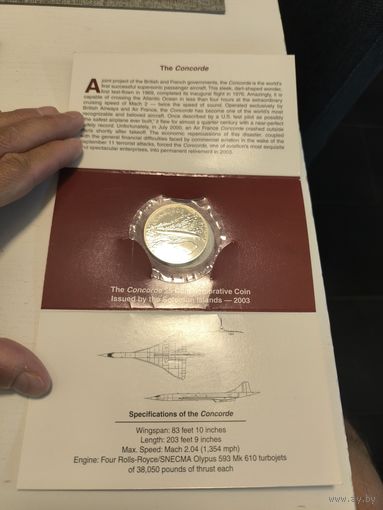 The Concorde
A joint project of the British and French governments, the Concorde is the world's
first successful supersonic passenger aircraft. This sleek, dart-shaped wonder,
first test-flown in 1969, completed its inaugural flight in 1976. Amazingly, it is
capable of crossing the Atlantic Ocean in less than four hours at the extraordinary
cruising speed of Mach 2 — twice the speed of sound. Operated exclusively by
British Airways and Air France, the Concorde has become one of the world's most
recognizable and beloved aircraft. Once described by a U.S. test pilot as possibly
the safest airplane ever built," it flew for almost a quarter century with a near-perfect
safety record. Unfortunately, in July 2000, an Air France Concorde crashed outside
Paris shortly after takeoff. The economic repercussions of this disaster, coupled
with the general financial difficulties faced by commercial aviation in the wake of the
September 11 terrorist attacks, forced the Concorde, one of aviation's most exquisite
and spectacular enterprises, into permanent retirement in 2003.
The Concorde $5 Commemorative Coin
Issued by the Solomon Islands — 2003
Specifications of the Concorde
Wingspan: 83 feet 10 inches
Length: 203 feet 9 inches
Max. Speed: Mach 2.04 (1,354 mph)
Engine: Four Rolls-Royce/SNECMA Olypus 593 Mk 610 turbojets
of 38,050 pounds of thrust each
www.ay.by